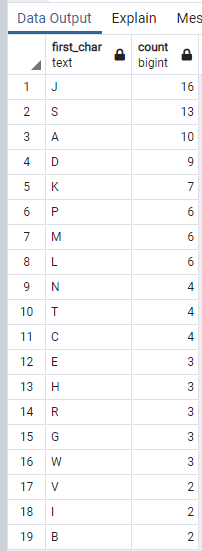 Data Output Explain Mes
first_char count
text bigint
1 J 16
2 S 13
3 A 10
4 D 9
5 K 7
6 P 6
7 M 6
8 L 6
9 N 4
10 T 4
11 C 4
12 E 3
13 H 3
14 R 3
15 G 3
16 W 3
17 V 2
18 I 2
19 B 2